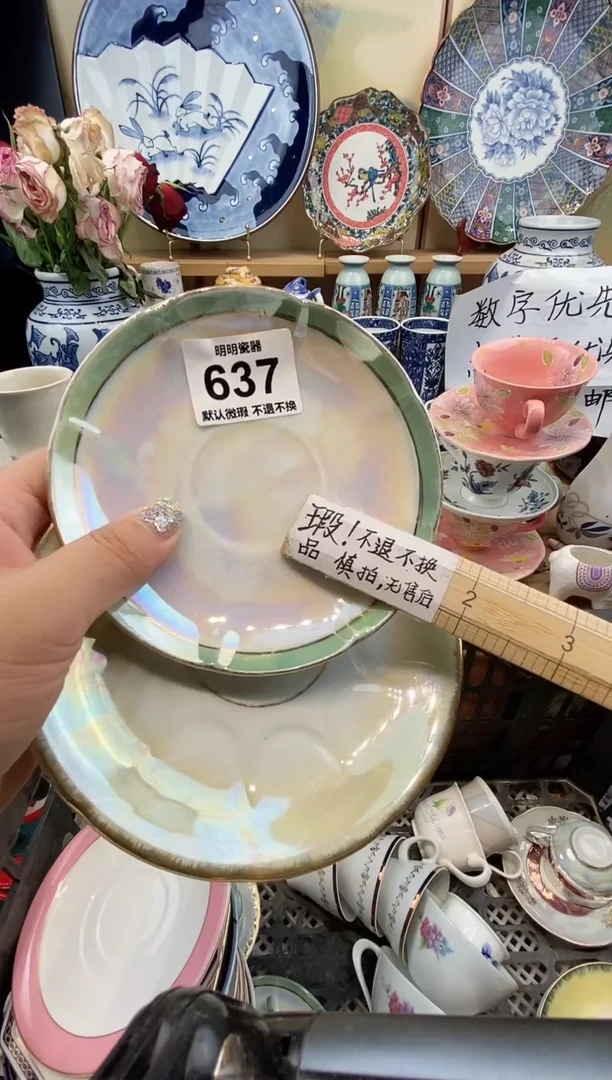 数字优先
邮
明明瓷器
637
默认微瑕 不退不换
瑕！不退不换
品 慎拍,无售后
2
3